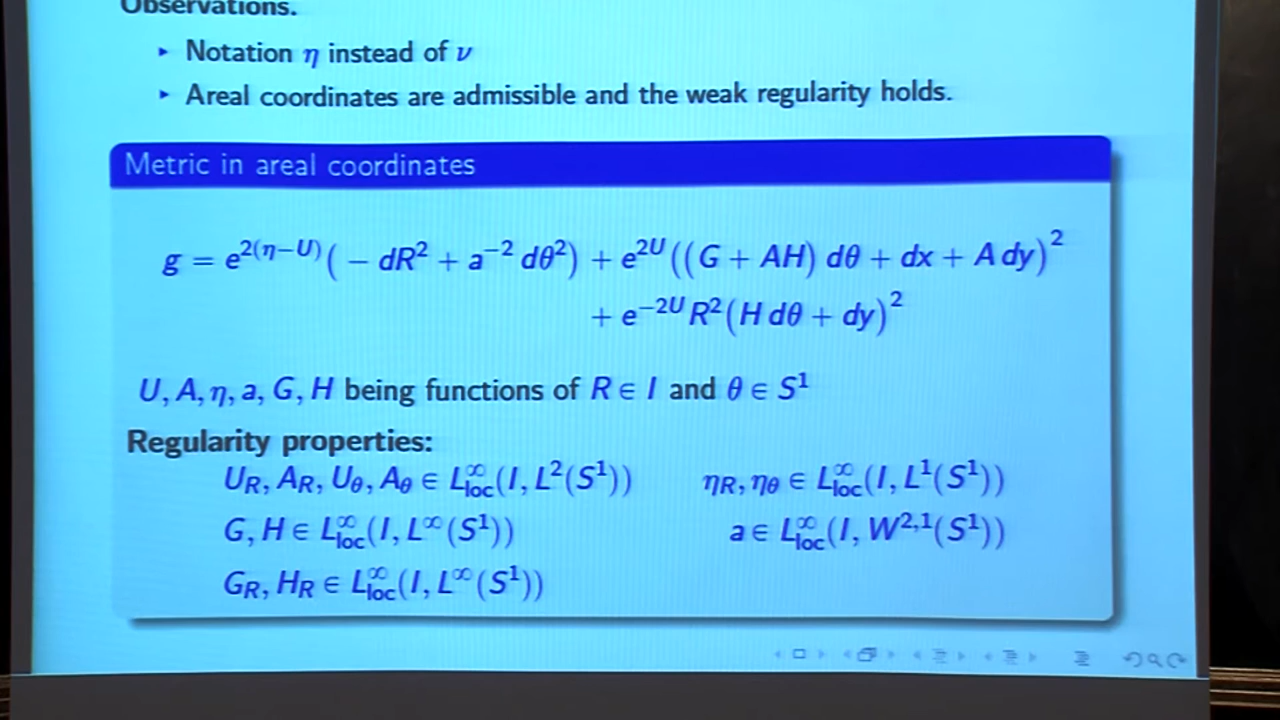 Observations.
▸ Notation η instead of ν
▸ Areal coordinates are admissible and the weak regularity holds.
Metric in areal coordinates
g = e^{2(η−U)}( − dR² + a^{−2} dθ²) + e^{2U}((G + AH) dθ + dx + A dy)²
+ e^{−2U} R²(H dθ + dy)²
U, A, η, a, G, H being functions of R ∈ I and θ ∈ S¹
Regularity properties:
U_R, A_R, U_θ, A_θ ∈ L^∞_loc(I, L²(S¹)) η_R, η_θ ∈ L^∞_loc(I, L¹(S¹))
G, H ∈ L^∞_loc(I, L^∞(S¹)) a ∈ L^∞_loc(I, W^{2,1}(S¹))
G_R, H_R ∈ L^∞_loc(I, L^∞(S¹))